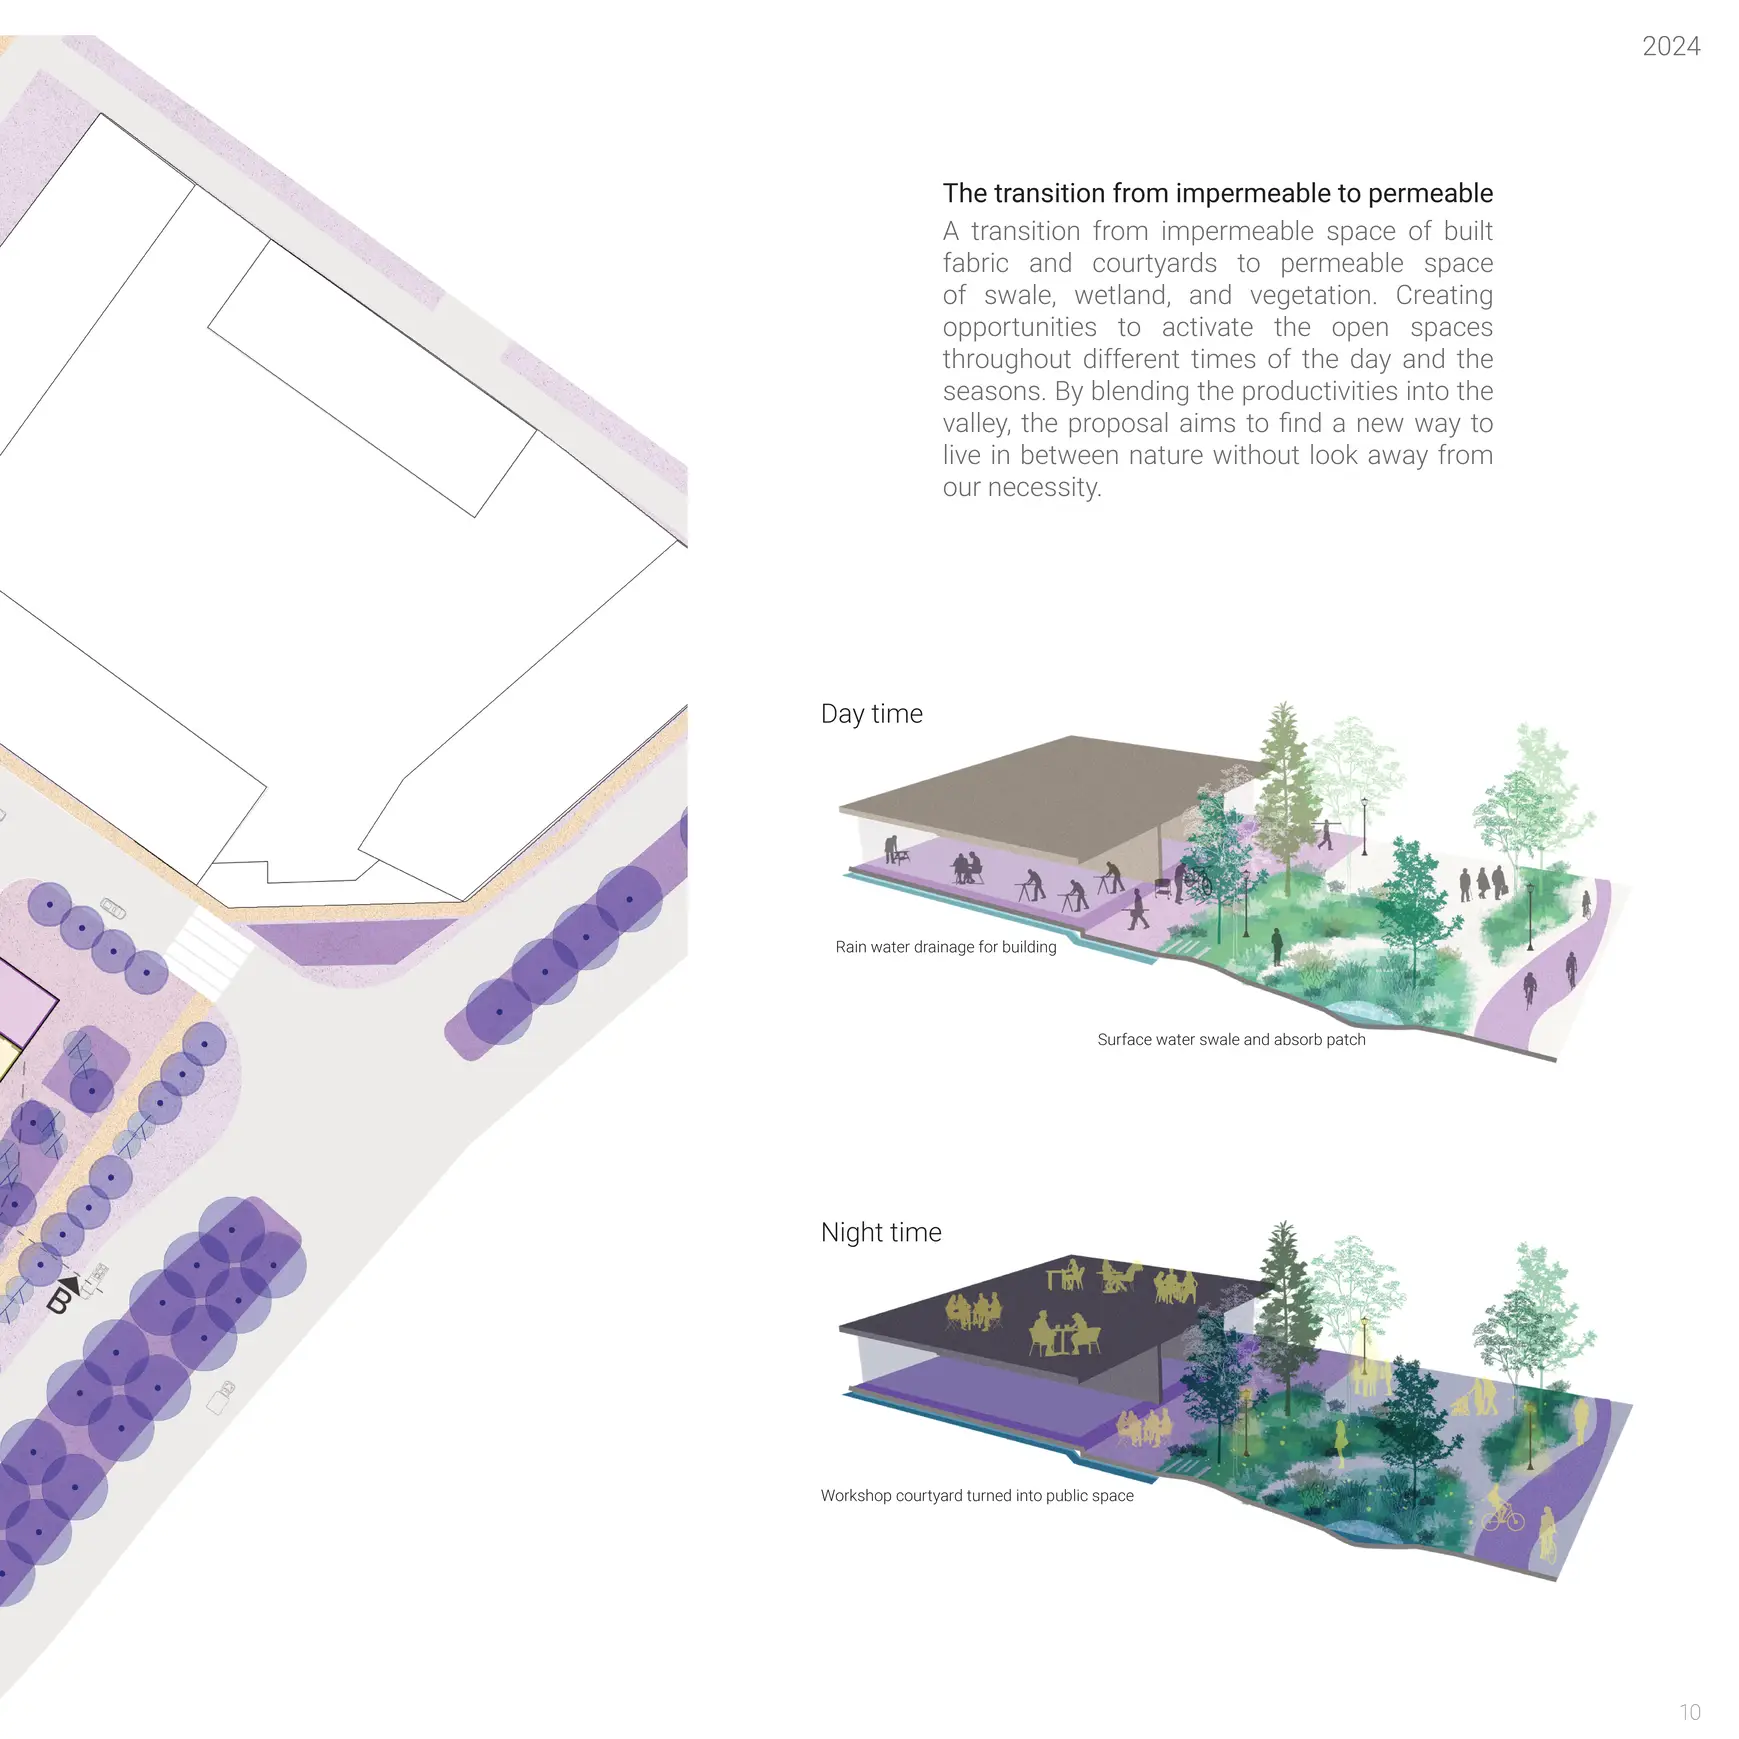 2024
The transition from impermeable to permeable
A transition from impermeable space of built
fabric and courtyards to permeable space
of swale, wetland, and vegetation. Creating
opportunities to activate the open spaces
throughout different times of the day and the
seasons. By blending the productivities into the
valley, the proposal aims to find a new way to
live in between nature without look away from
our necessity.
Day time
Rain water drainage for building
Surface water swale and absorb patch
Night time
B
Workshop courtyard turned into public space
10